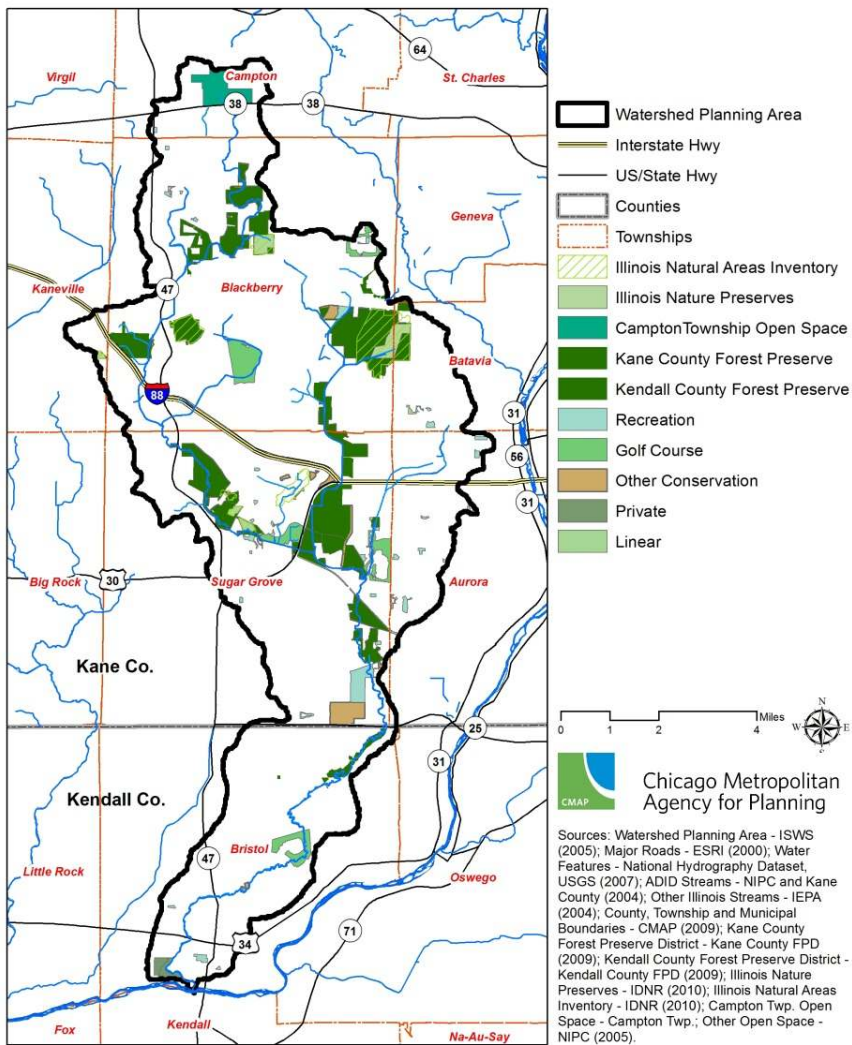 64
Virgil
Campton
St. Charles
38
38
Geneva
47
Kaneville
Blackberry
Batavia
88
31
56
31
Big Rock
30
Sugar Grove
Aurora
Kane Co.
25
31
Kendall Co.
47
Bristol
Little Rock
Oswego
34
71
Fox
Kendall
Na-Au-Say
Watershed Planning Area
Interstate Hwy
US/State Hwy
Counties
Townships
Illinois Natural Areas Inventory
Illinois Nature Preserves
CamptonTownship Open Space
Kane County Forest Preserve
Kendall County Forest Preserve
Recreation
Golf Course
Other Conservation
Private
Linear
0 1 2 4 Miles
N
W E
S
CMAP
Chicago Metropolitan
Agency for Planning
Sources: Watershed Planning Area - ISWS
(2005); Major Roads - ESRI (2000); Water
Features - National Hydrography Dataset,
USGS (2007); ADID Streams - NIPC and Kane
County (2004); Other Illinois Streams - IEPA
(2004); County, Township and Municipal
Boundaries - CMAP (2009); Kane County
Forest Preserve District - Kane County FPD
(2009); Kendall County Forest Preserve District -
Kendall County FPD (2009); Illinois Nature
Preserves - IDNR (2010); Illinois Natural Areas
Inventory - IDNR (2010); Campton Twp. Open
Space - Campton Twp.; Other Open Space -
NIPC (2005).